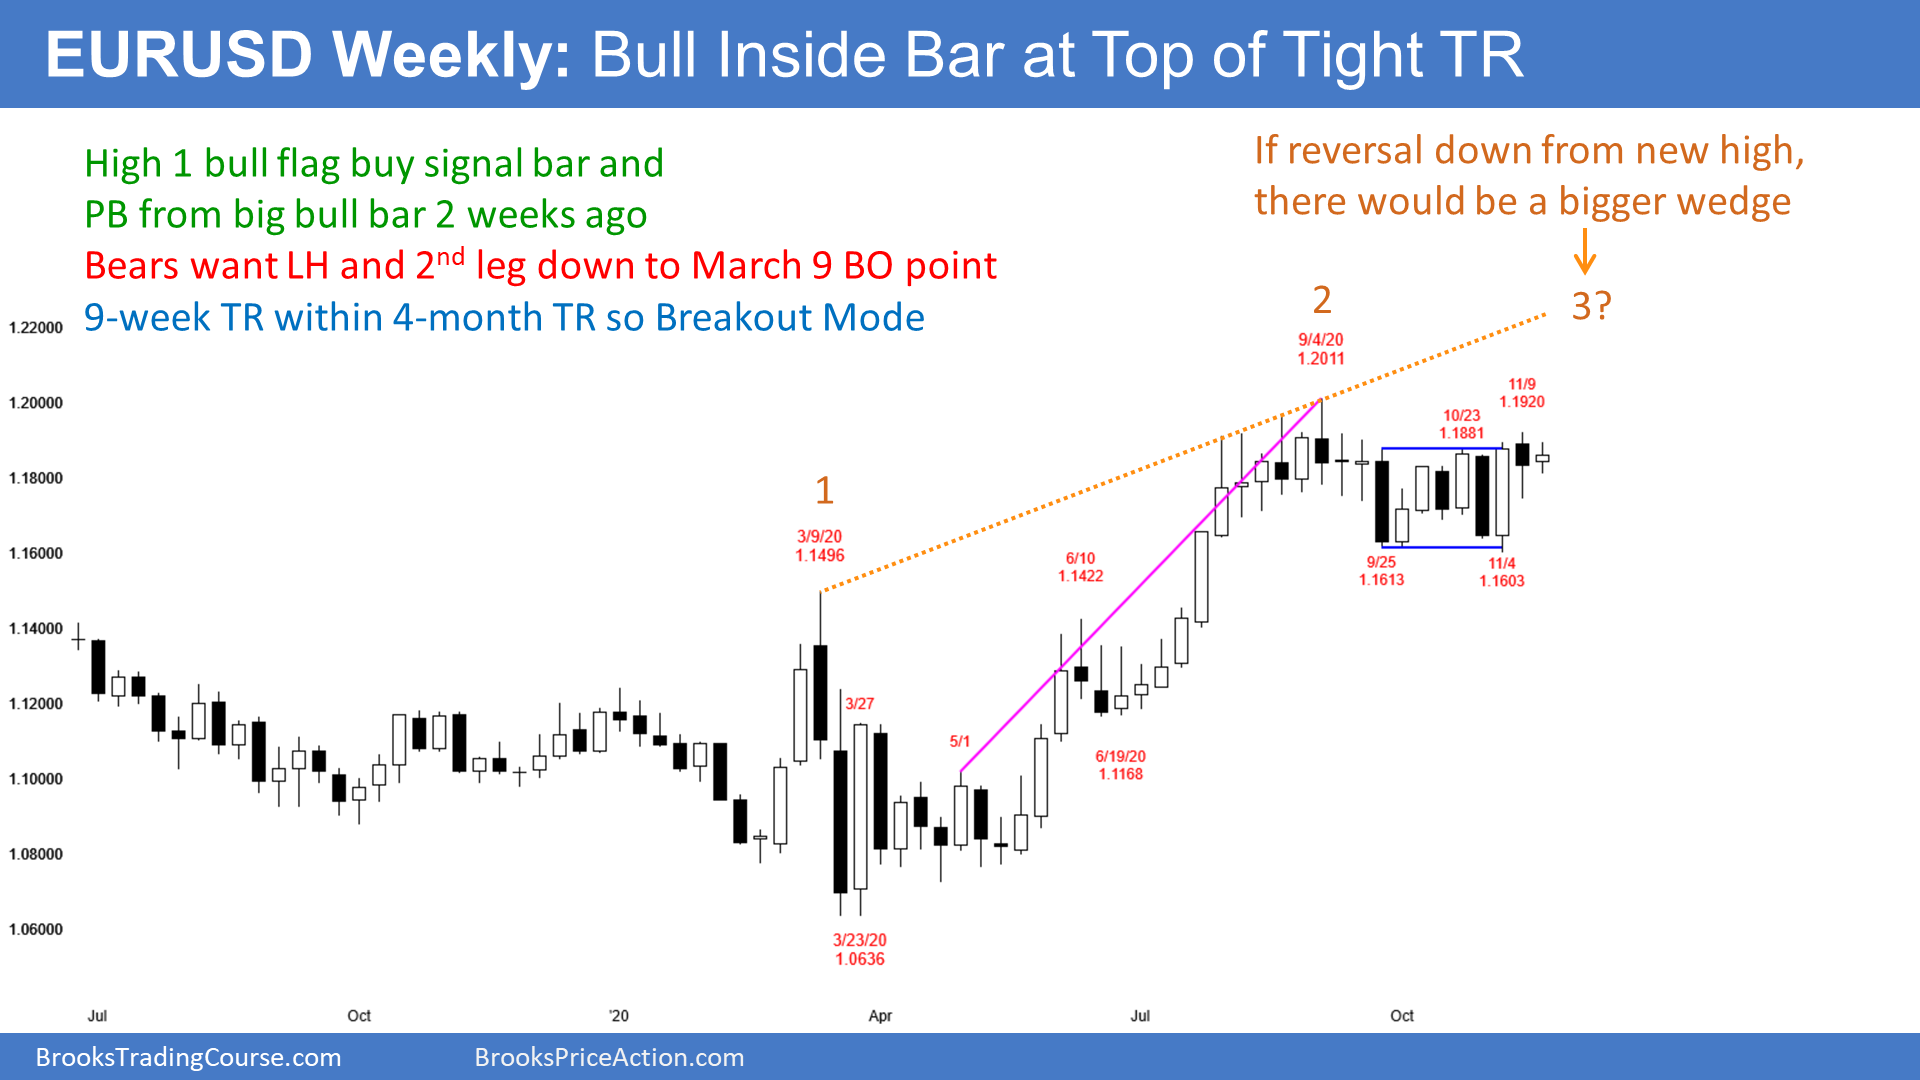 EURUSD Weekly: Bull Inside Bar at Top of Tight TR
High 1 bull flag buy signal bar and
PB from big bull bar 2 weeks ago
Bears want LH and 2nd leg down to March 9 BO point
9-week TR within 4-month TR so Breakout Mode
If reversal down from new high,
there would be a bigger wedge
3?
2
9/4/20
1.2011
11/9
1.1920
10/23
1.1881
1
3/9/20
1.1496
6/10
1.1422
9/25
1.1613
11/4
1.1603
3/27
5/1
6/19/20
1.1168
3/23/20
1.0636
1.22000
1.20000
1.18000
1.16000
1.14000
1.12000
1.10000
1.08000
1.06000
Jul
Oct
'20
Apr
Jul
Oct
BrooksTradingCourse.com
BrooksPriceAction.com